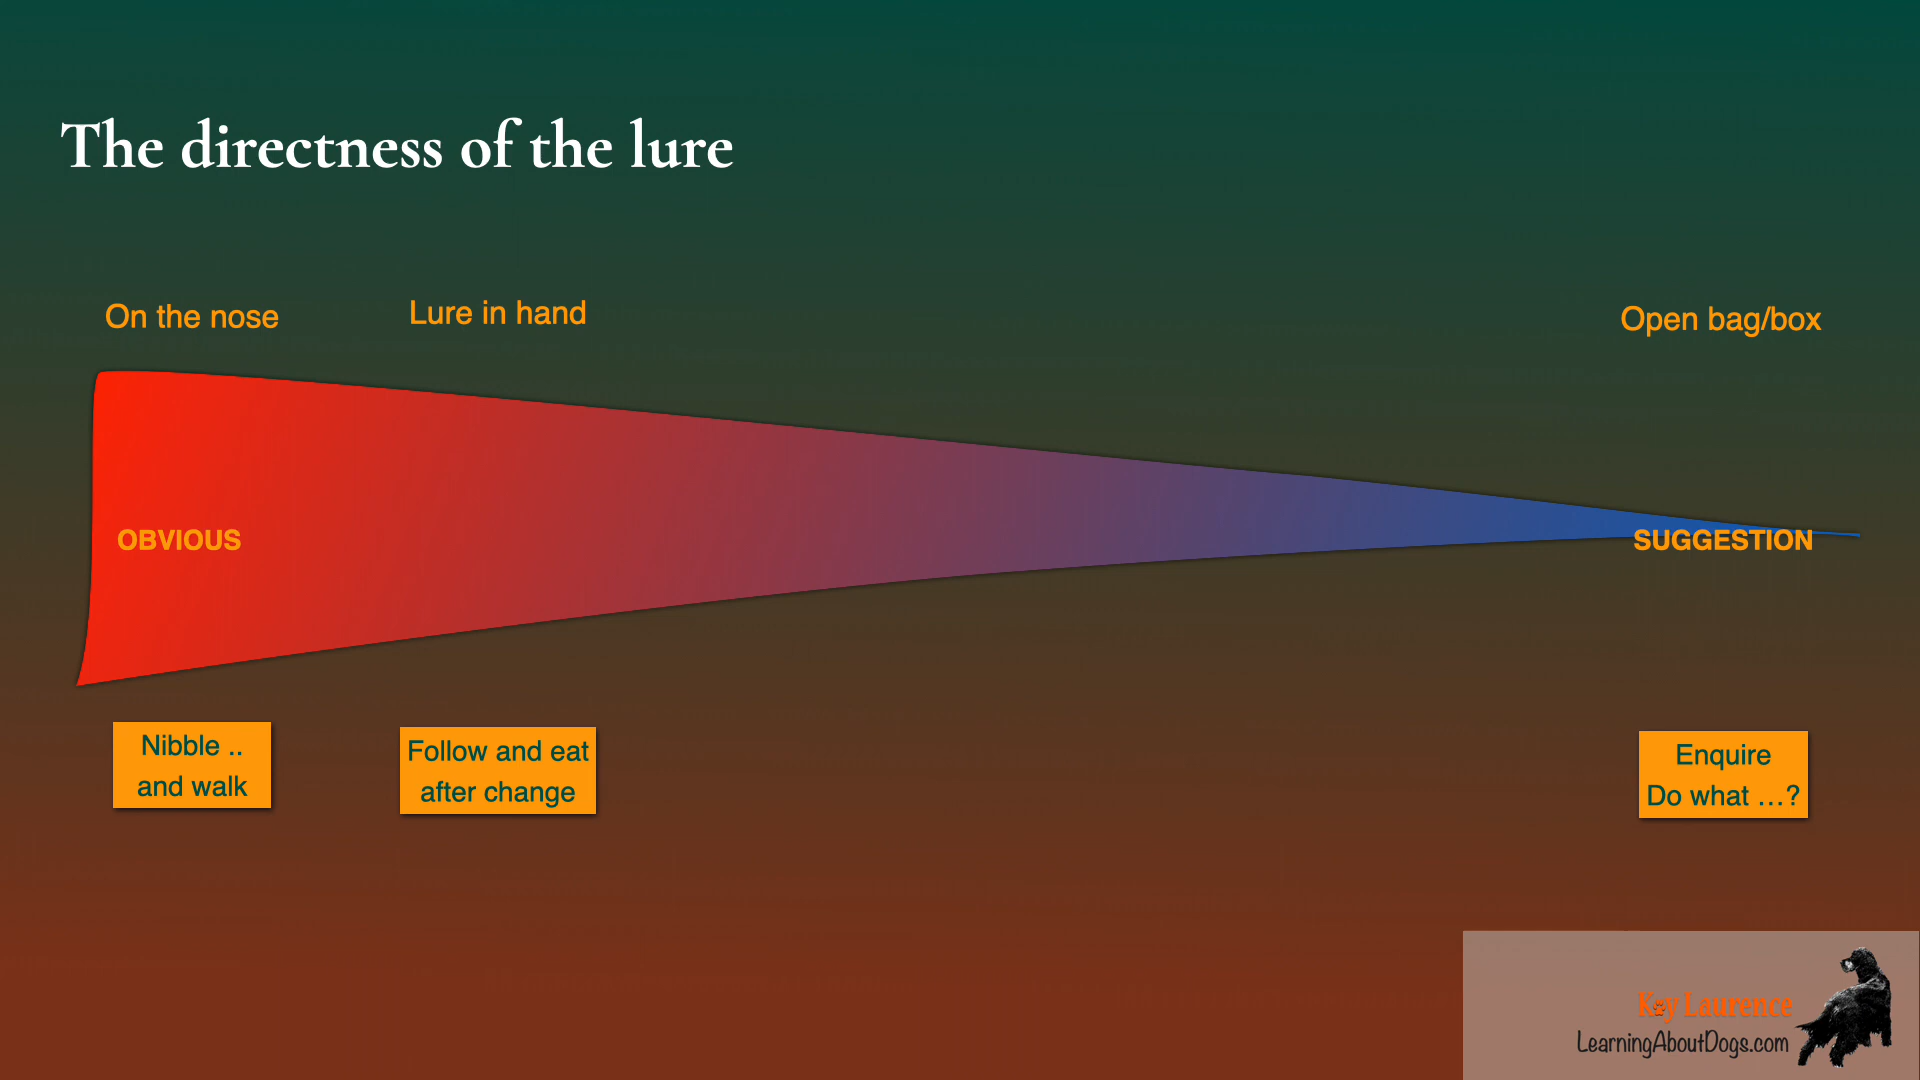 The directness of the lure
On the nose
Lure in hand
Open bag/box
OBVIOUS
SUGGESTION
Nibble ..
and walk
Follow and eat
after change
Enquire
Do what …?
Kay Laurence
LearningAboutDogs.com